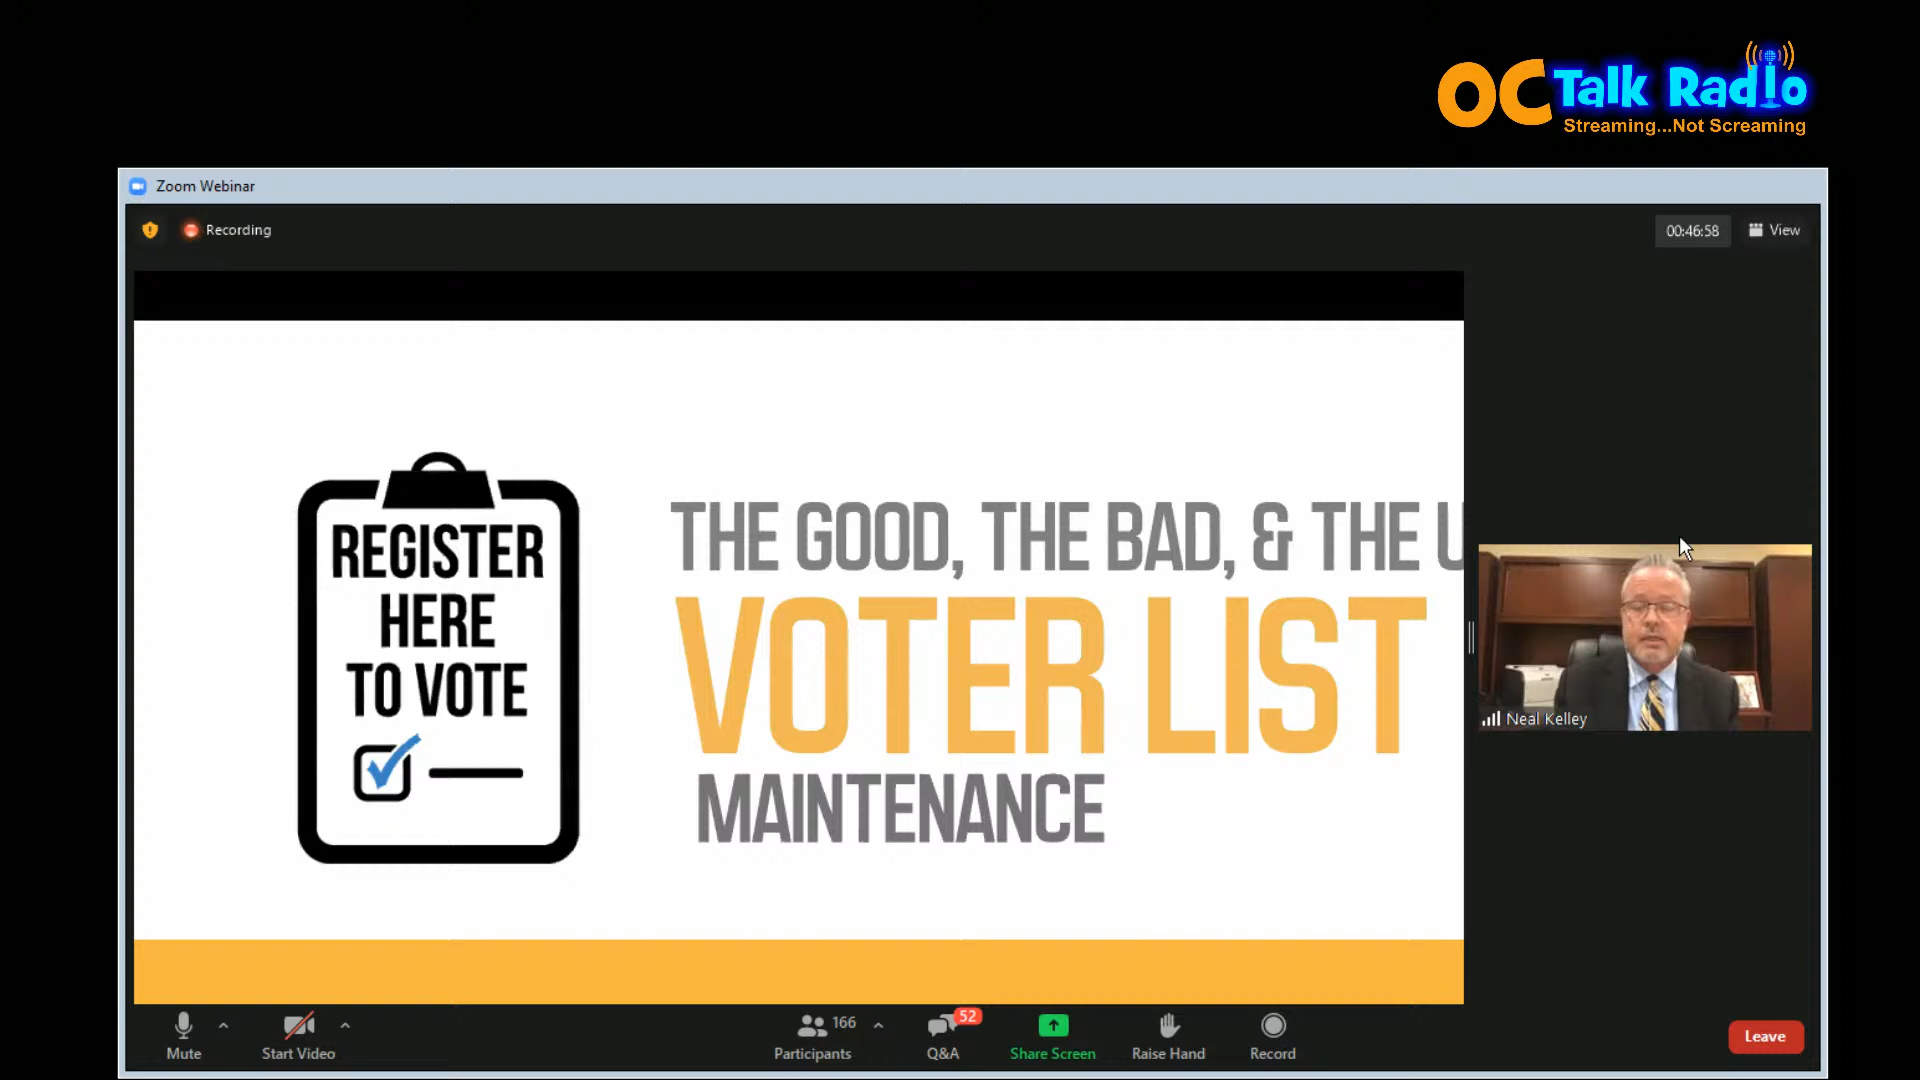 OC Talk Radio
Streaming...Not Screaming
Zoom Webinar
Recording
00:46:58
View
REGISTER
HERE
TO VOTE
THE GOOD, THE BAD, & THE U
VOTER LIST
MAINTENANCE
Neal Kelley
166
52
Mute
Start Video
Participants
Q&A
Share Screen
Raise Hand
Record
Leave